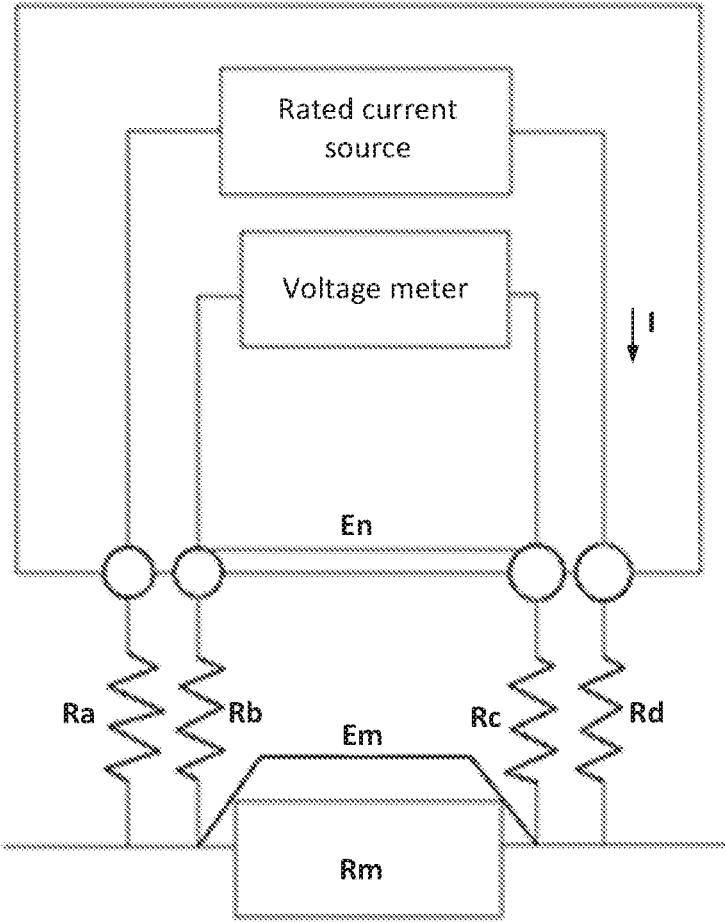 Rated current
source
Voltage meter
I
En
Ra
Rb
Rc
Rd
Em
Rm